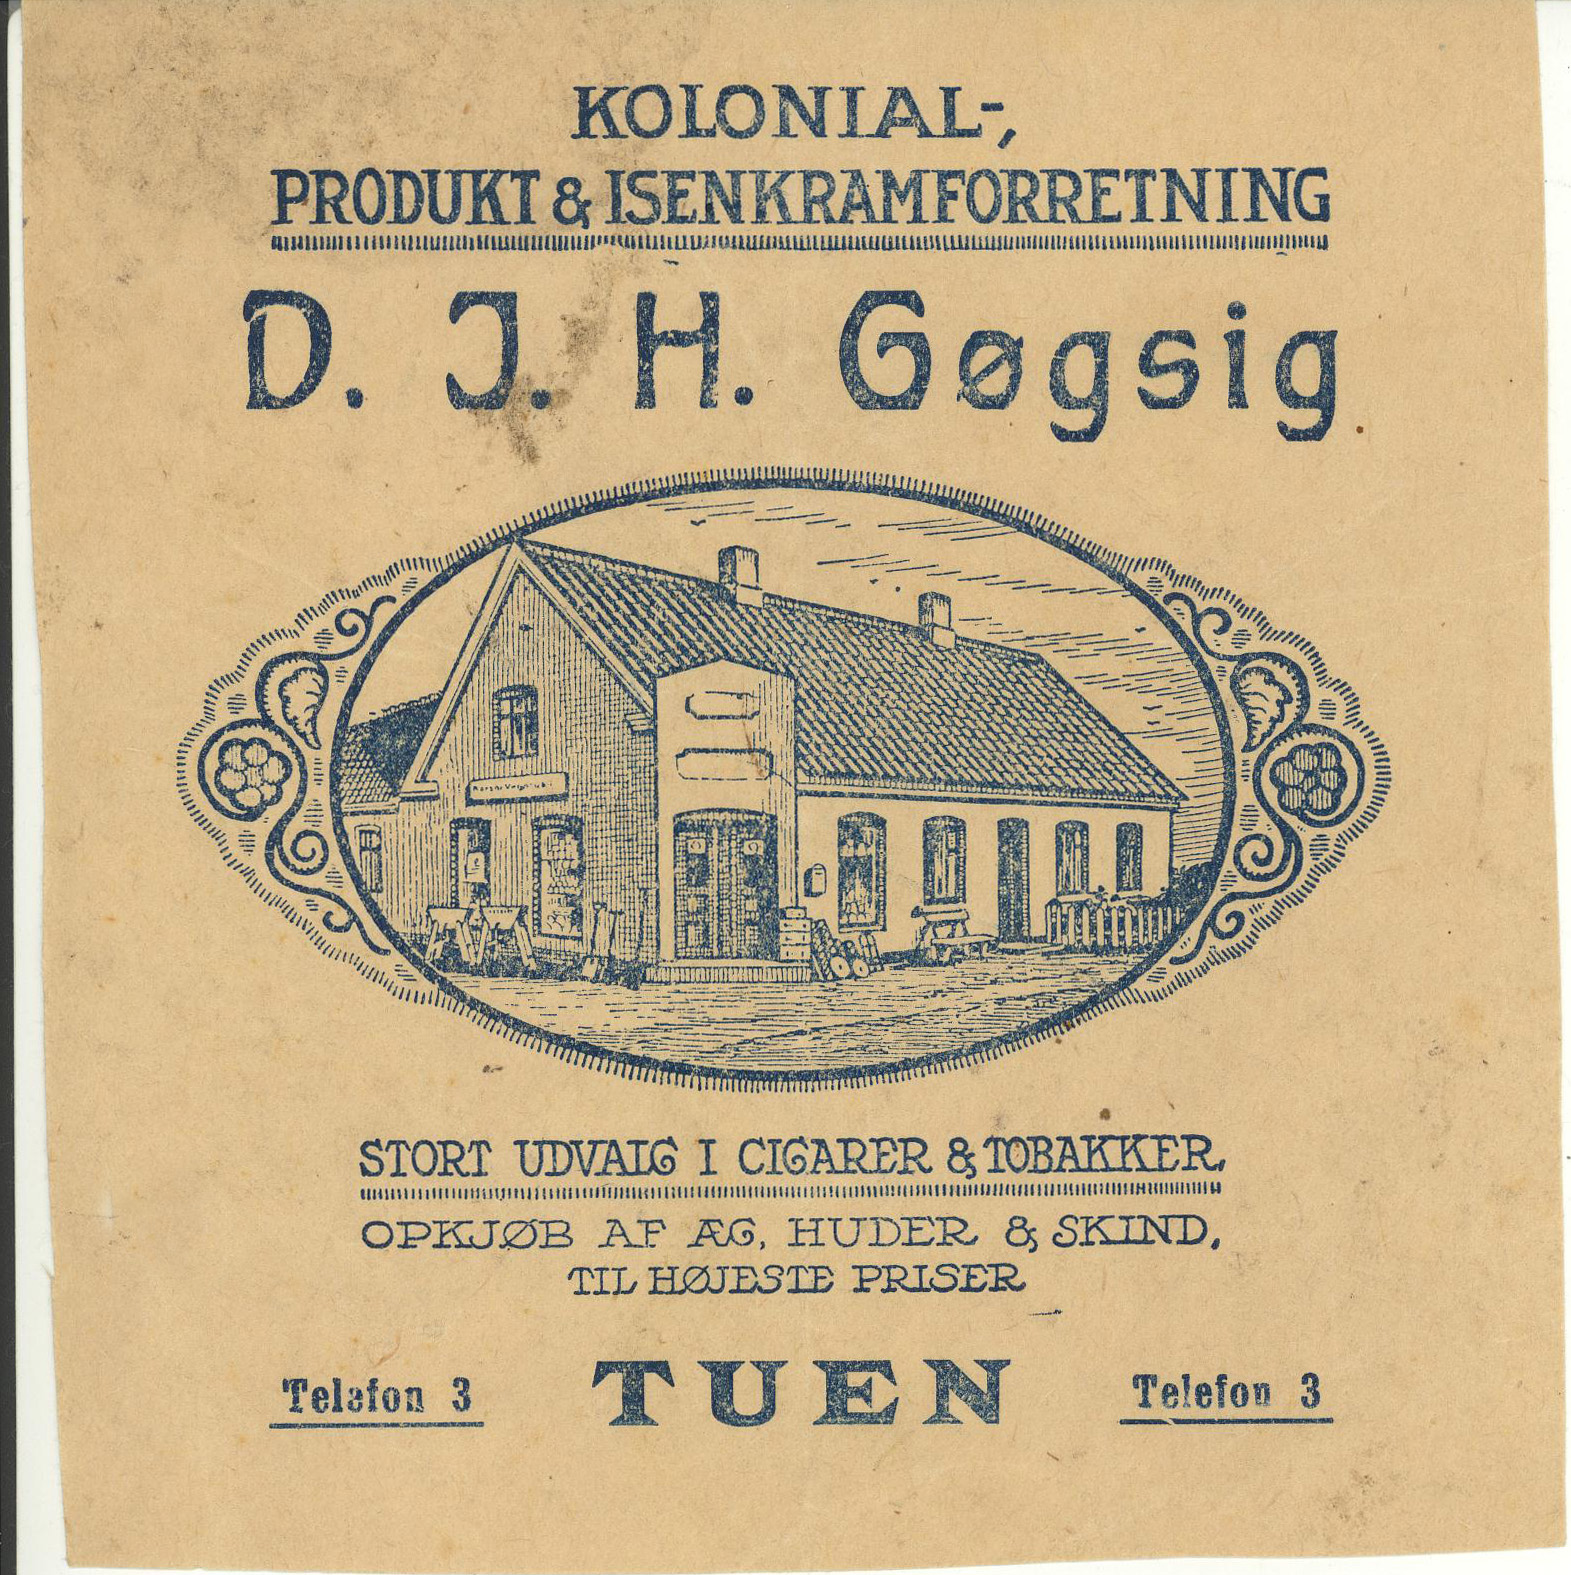 KOLONIAL-,
PRODUKT & ISENKRAMFORRETNING
D. J. H. Gøgsig
STORT UDVALG I CIGARER & TOBAKKER.
OPKJØB AF ÆG, HUDER & SKIND,
TIL HØJESTE PRISER
Telefon 3 TUEN Telefon 3